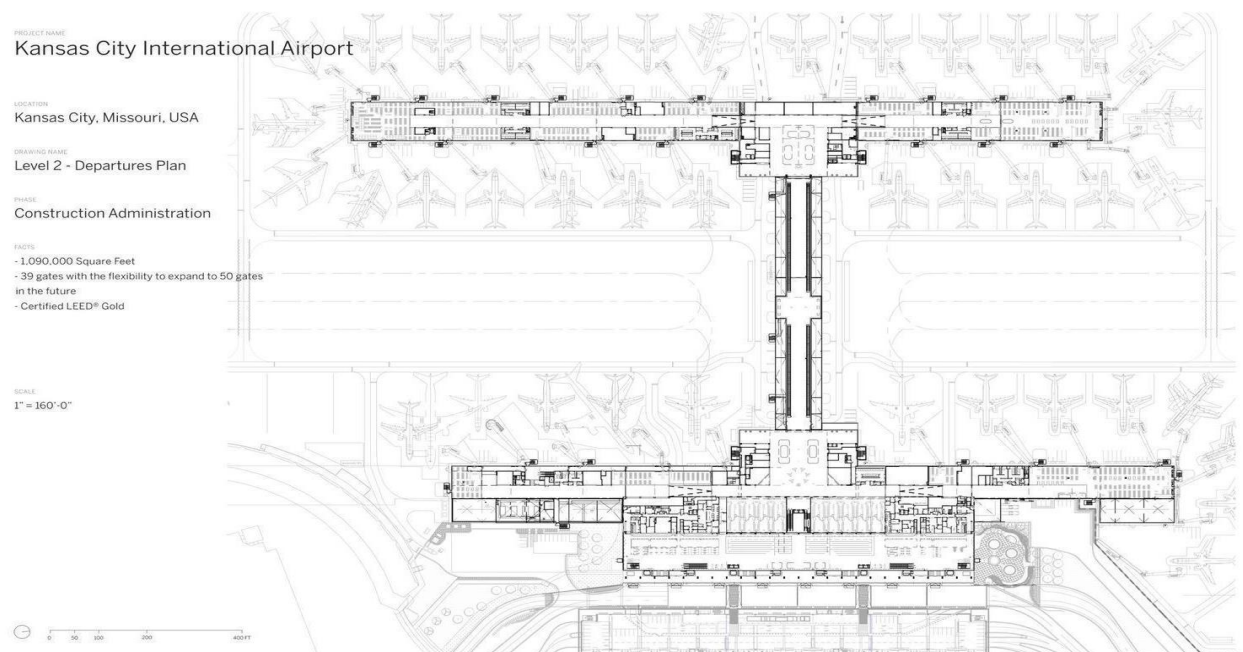 PROJECT NAME
Kansas City International Airport
LOCATION
Kansas City, Missouri, USA
DRAWING NAME
Level 2 - Departures Plan
PHASE
Construction Administration
FACTS
- 1,090,000 Square Feet
- 39 gates with the flexibility to expand to 50 gates
in the future
- Certified LEED® Gold
SCALE
1" = 160'-0"
0 50 100 200 400 FT